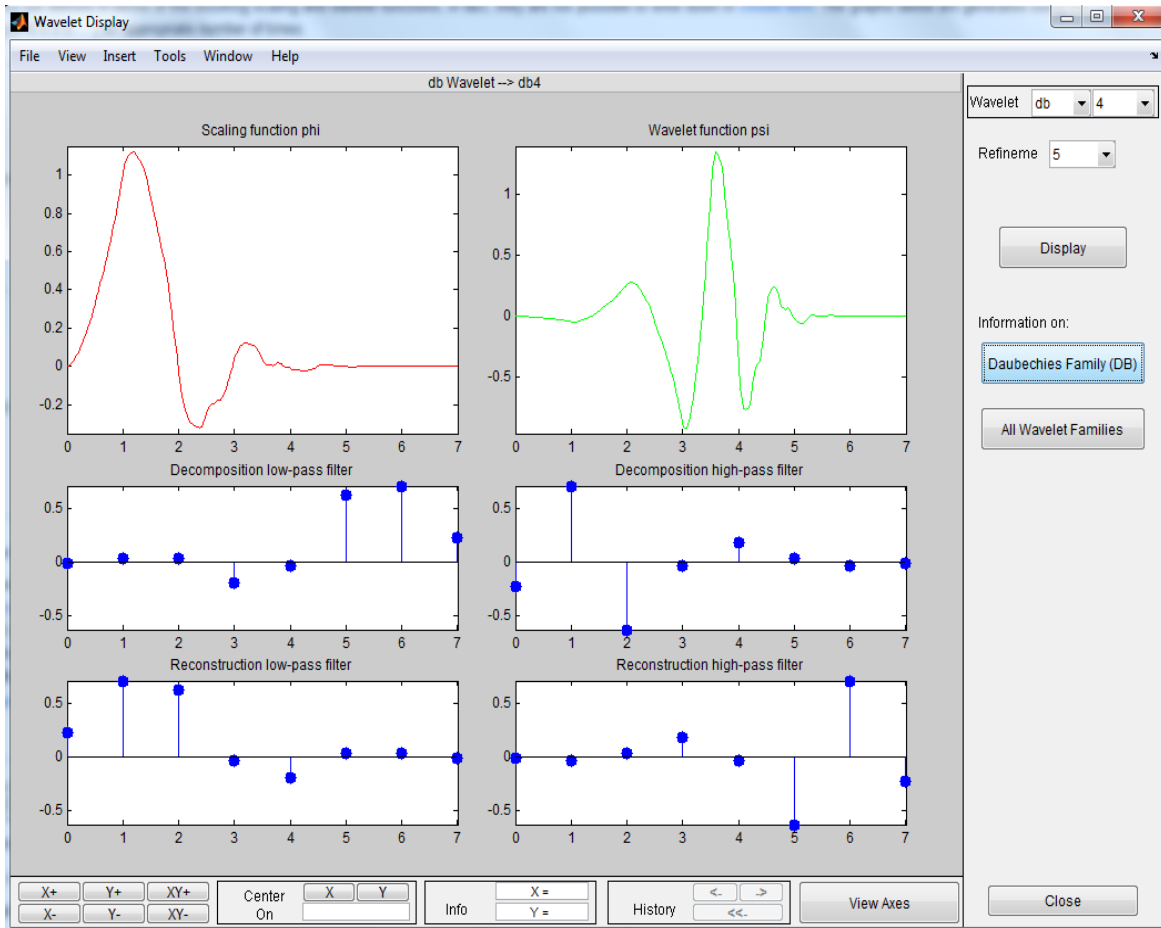 Wavelet Display
File View Insert Tools Window Help
db Wavelet --> db4
Scaling function phi
1
0.8
0.6
0.4
0.2
0
-0.2
0 1 2 3 4 5 6 7
Wavelet function psi
1
0.5
0
-0.5
0 1 2 3 4 5 6 7
Decomposition low-pass filter
0.5
0
-0.5
0 1 2 3 4 5 6 7
Decomposition high-pass filter
0.5
0
-0.5
0 1 2 3 4 5 6 7
Reconstruction low-pass filter
0.5
0
-0.5
0 1 2 3 4 5 6 7
Reconstruction high-pass filter
0.5
0
-0.5
0 1 2 3 4 5 6 7
Wavelet db 4
Refineme 5
Display
Information on:
Daubechies Family (DB)
All Wavelet Families
X+ Y+ XY+
X- Y- XY-
Center On X Y
Info X = Y =
History <- -> <<-
View Axes
Close